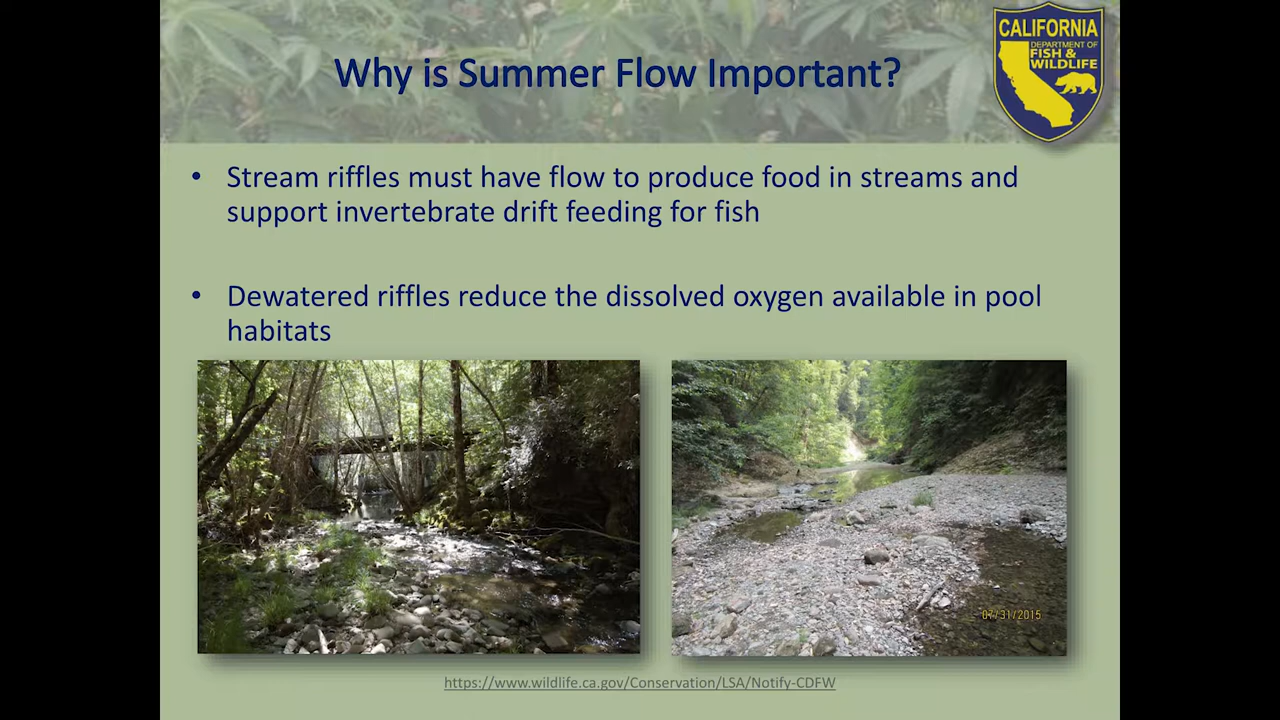 Why is Summer Flow Important?
CALIFORNIA
DEPARTMENT OF
FISH &
WILDLIFE
• Stream riffles must have flow to produce food in streams and
support invertebrate drift feeding for fish
• Dewatered riffles reduce the dissolved oxygen available in pool
habitats
07/31/2015
https://www.wildlife.ca.gov/Conservation/LSA/Notify-CDFW